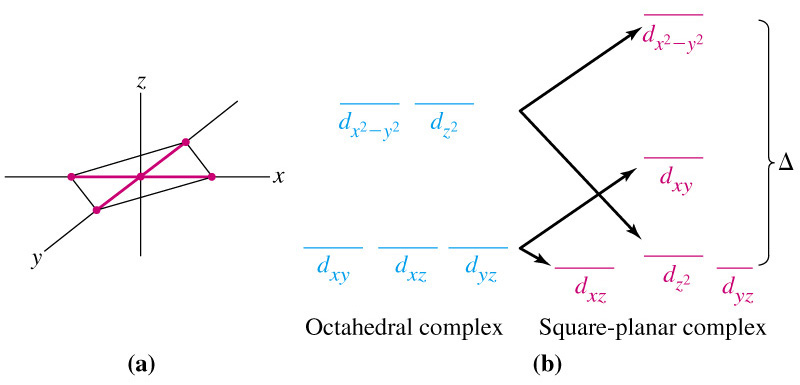 z
x
y
(a)
d_{x²−y²}
d_{z²}
d_{xy}
d_{xz}
d_{yz}
Octahedral complex
d_{x²−y²}
d_{xy}
Δ
d_{xz}
d_{z²}
d_{yz}
Square-planar complex
(b)